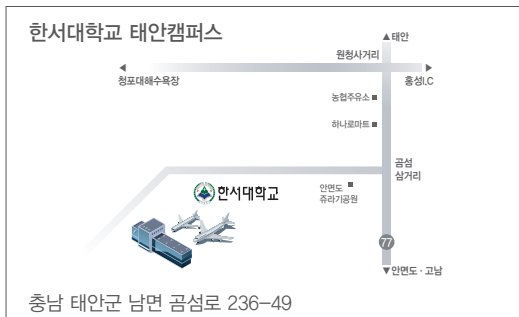 한서대학교 태안캠퍼스
▲태안
원청사거리
◀ ▶
청포대해수욕장
홍성I.C
농협주유소 ■
하나로마트 ■
곰섬
삼거리
한서대학교
안면도 ■
쥬라기공원
77
▼안면도 · 고남
충남 태안군 남면 곰섬로 236-49